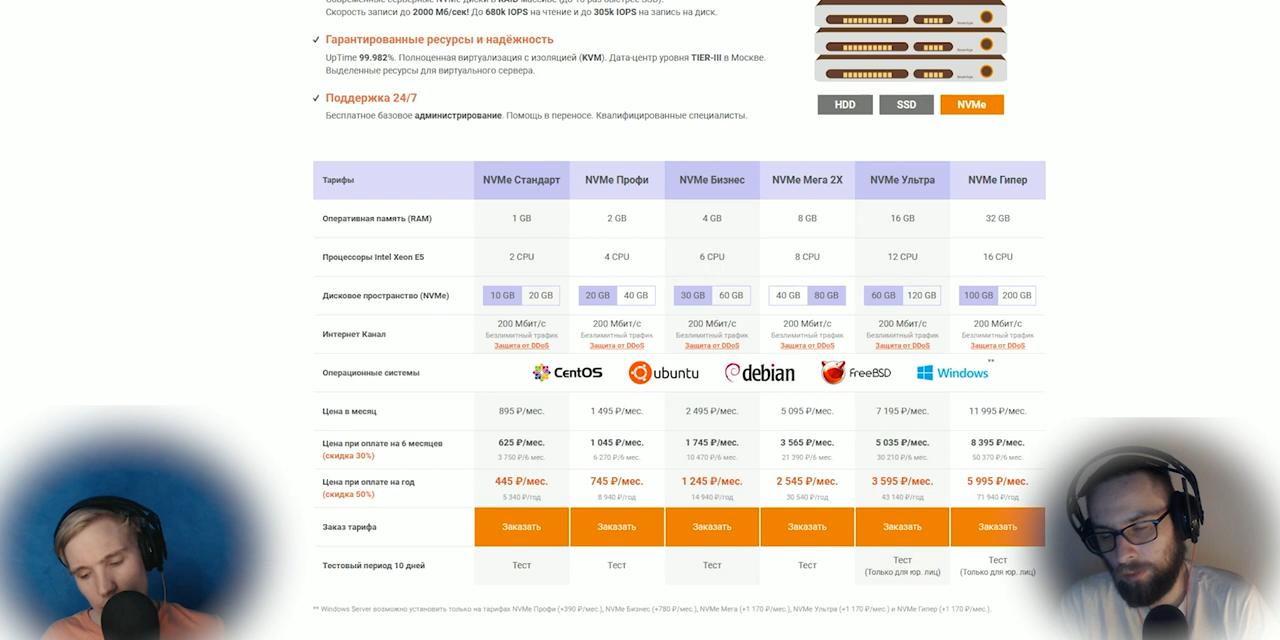 Современные серверные NVMe диски в RAID массиве (до 10 раз быстрее SSD).
Скорость записи до 2000 Мб/сек! До 680k IOPS на чтение и до 305k IOPS на запись на диск.
Гарантированные ресурсы и надёжность
UpTime 99.982%. Полноценная виртуализация с изоляцией (KVM). Дата-центр уровня TIER-III в Москве.
Выделенные ресурсы для виртуального сервера.
Поддержка 24/7
Бесплатное базовое администрирование. Помощь в переносе. Квалифицированные специалисты.
HDD SSD NVMe
Тарифы NVMe Стандарт NVMe Профи NVMe Бизнес NVMe Мега 2X NVMe Ультра NVMe Гипер
Оперативная память (RAM) 1 GB 2 GB 4 GB 8 GB 16 GB 32 GB
Процессоры Intel Xeon E5 2 CPU 4 CPU 6 CPU 8 CPU 12 CPU 16 CPU
Дисковое пространство (NVMe) 10 GB 20 GB 20 GB 40 GB 30 GB 60 GB 40 GB 80 GB 60 GB 120 GB 100 GB 200 GB
Интернет Канал
200 Мбит/с 200 Мбит/с 200 Мбит/с 200 Мбит/с 200 Мбит/с 200 Мбит/с
Безлимитный трафик Безлимитный трафик Безлимитный трафик Безлимитный трафик Безлимитный трафик Безлимитный трафик
Защита от DDoS Защита от DDoS Защита от DDoS Защита от DDoS Защита от DDoS Защита от DDoS
Операционные системы CentOS ubuntu debian FreeBSD Windows **
Цена в месяц 895 ₽/мес. 1 495 ₽/мес. 2 495 ₽/мес. 5 095 ₽/мес. 7 195 ₽/мес. 11 995 ₽/мес.
Цена при оплате на 6 месяцев 625 ₽/мес. 1 045 ₽/мес. 1 745 ₽/мес. 3 565 ₽/мес. 5 035 ₽/мес. 8 395 ₽/мес.
(скидка 30%) 3 750 ₽/6 мес. 6 270 ₽/6 мес. 10 470 ₽/6 мес. 21 390 ₽/6 мес. 30 210 ₽/6 мес. 50 370 ₽/6 мес.
Цена при оплате на год 445 ₽/мес. 745 ₽/мес. 1 245 ₽/мес. 2 545 ₽/мес. 3 595 ₽/мес. 5 995 ₽/мес.
(скидка 50%) 5 340 ₽/год 8 940 ₽/год 14 940 ₽/год 30 540 ₽/год 43 140 ₽/год 71 940 ₽/год
Заказ тарифа Заказать Заказать Заказать Заказать Заказать Заказать
Тестовый период 10 дней Тест Тест Тест Тест Тест Тест
(Только для юр. лиц) (Только для юр. лиц)
** Windows Server возможно установить только на тарифах NVMe Профи (+390 ₽/мес.), NVMe Бизнес (+780 ₽/мес.), NVMe Мега (+1 170 ₽/мес.), NVMe Ультра (+1 170 ₽/мес.) и NVMe Гипер (+1 170 ₽/мес.).